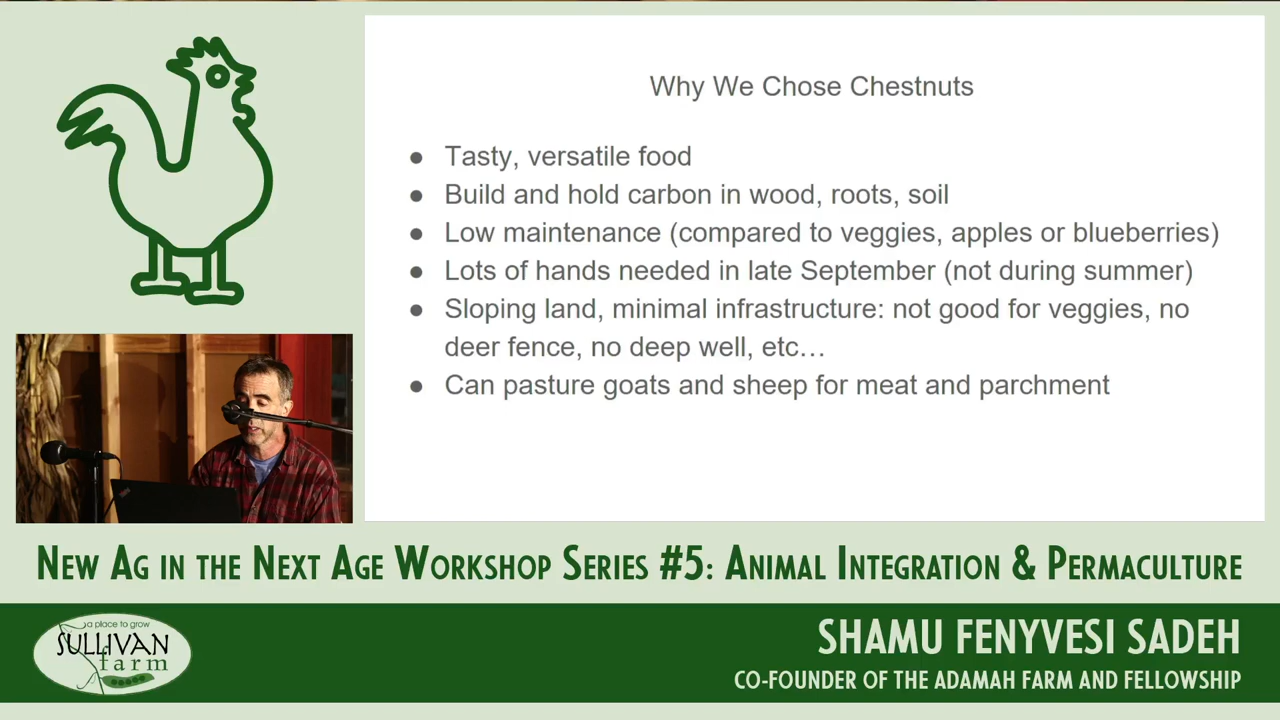 Why We Chose Chestnuts
● Tasty, versatile food
● Build and hold carbon in wood, roots, soil
● Low maintenance (compared to veggies, apples or blueberries)
● Lots of hands needed in late September (not during summer)
● Sloping land, minimal infrastructure: not good for veggies, no
deer fence, no deep well, etc…
● Can pasture goats and sheep for meat and parchment
New Ag in the Next Age Workshop Series #5: Animal Integration & Permaculture
a place to grow
SULLIVAN
farm
SHAMU FENYVESI SADEH
CO-FOUNDER OF THE ADAMAH FARM AND FELLOWSHIP